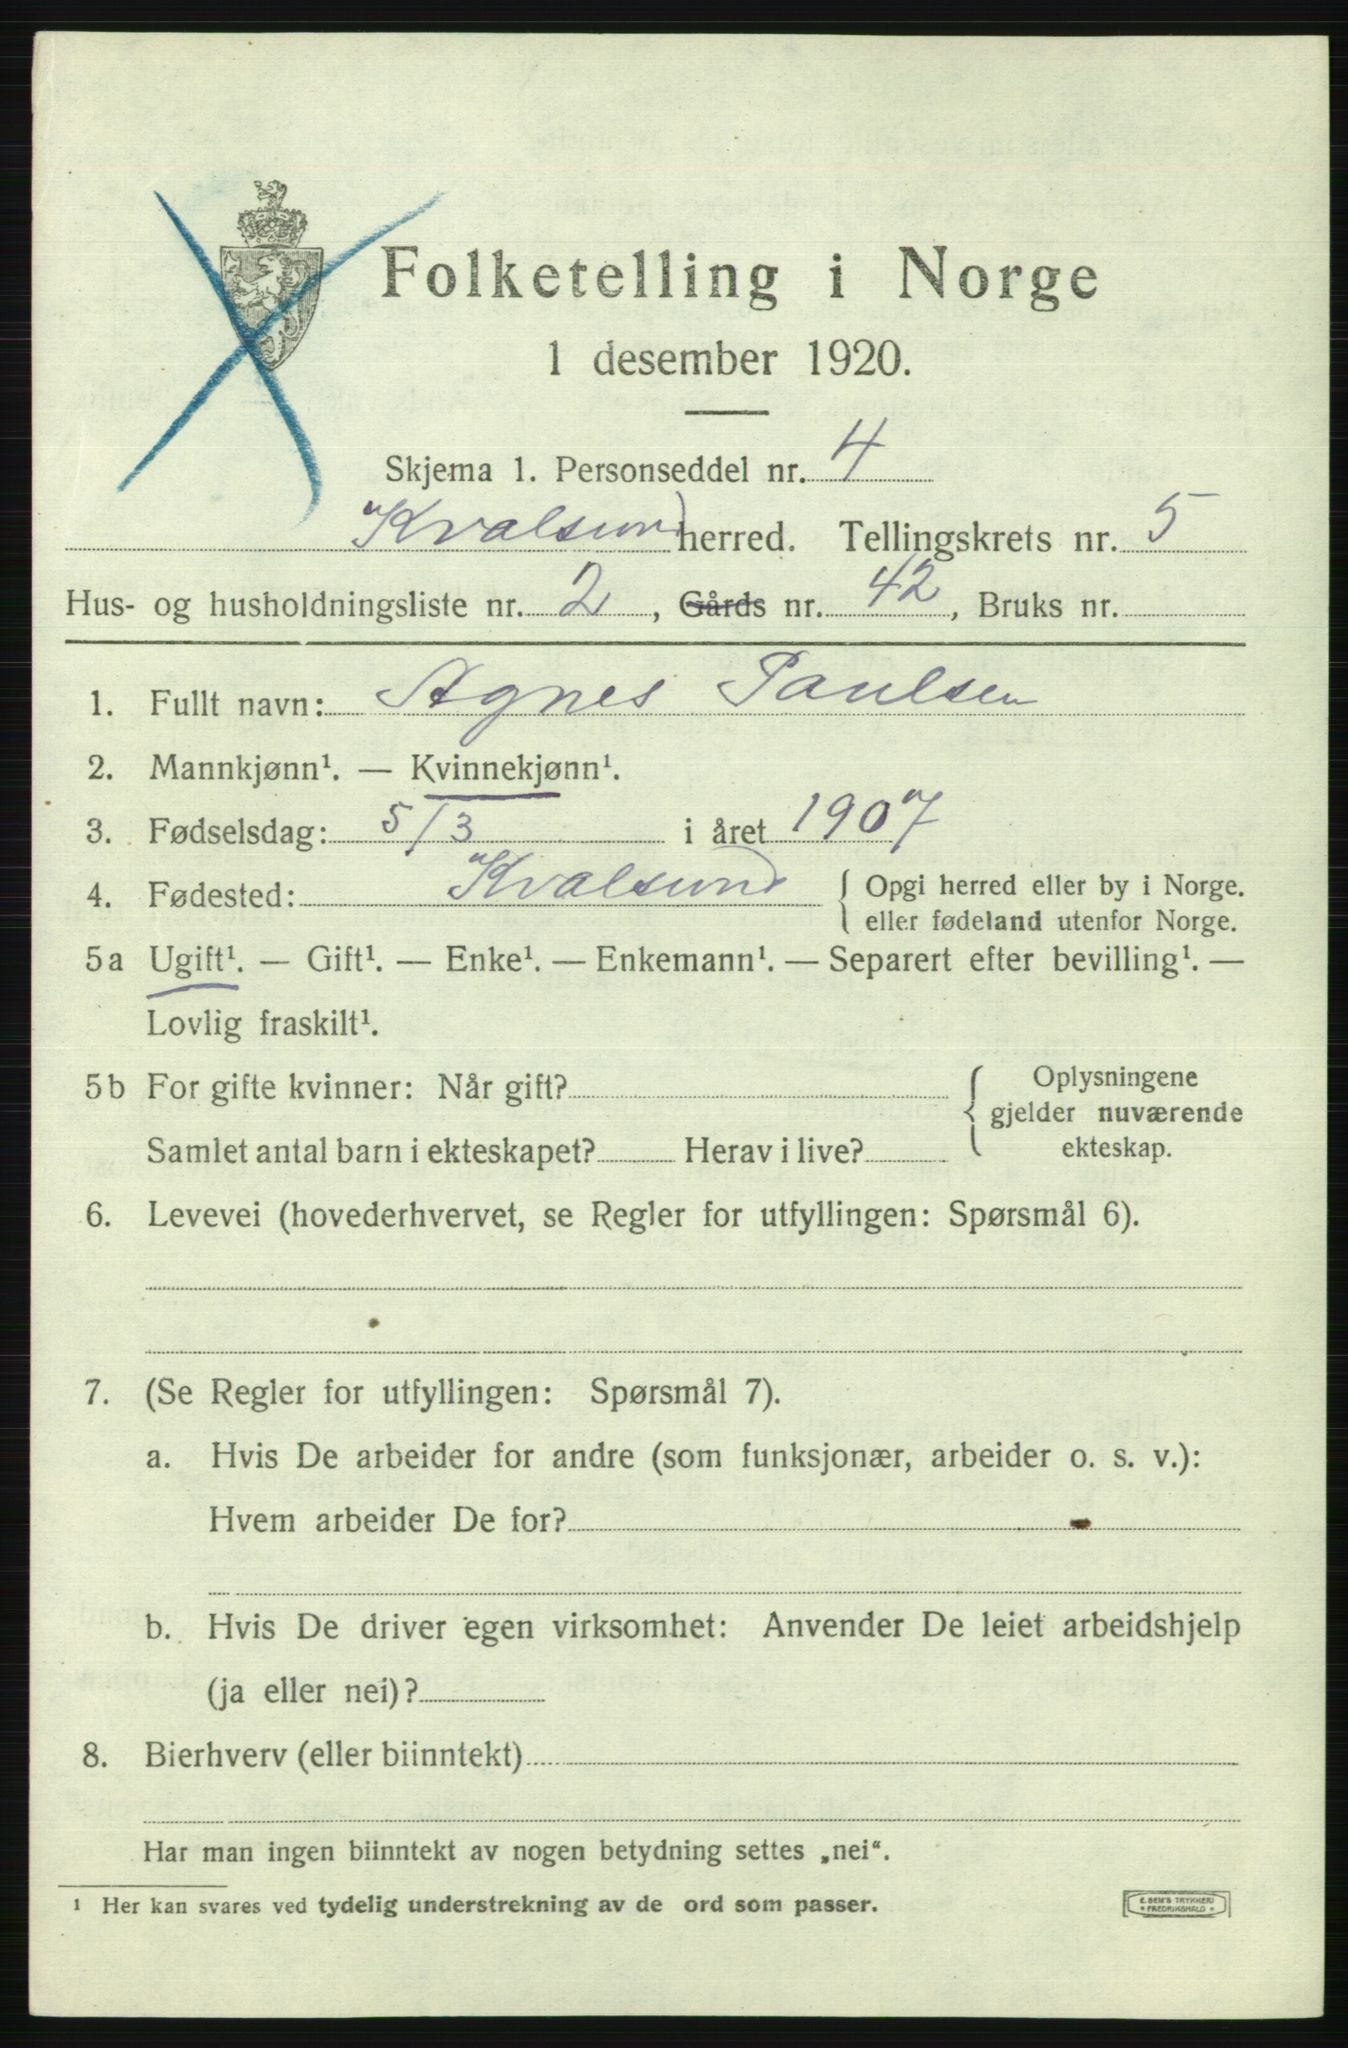 Folketelling i Norge
1 desember 1920.
Skjema 1. Personseddel nr. 4
Kvalsund herred. Tellingskrets nr. 5
Hus- og husholdningsliste nr. 2, Gårds nr. 42, Bruks nr.
1. Fullt navn: Agnes Paulsen
2. Mannkjønn¹. — Kvinnekjønn¹.
3. Fødselsdag: 5/3 i året 1907
4. Fødested: Kvalsund { Opgi herred eller by i Norge.
eller fødeland utenfor Norge.
5a Ugift¹. — Gift¹. — Enke¹. — Enkemann¹. — Separert efter bevilling¹. —
Lovlig fraskilt¹.
5b For gifte kvinner: Når gift?
Samlet antal barn i ekteskapet? Herav i live?
Oplysningene
gjelder nuværende
ekteskap.
6. Levevei (hovederhvervet, se Regler for utfyllingen: Spørsmål 6).
7. (Se Regler for utfyllingen: Spørsmål 7).
a. Hvis De arbeider for andre (som funksjonær, arbeider o. s. v.):
Hvem arbeider De for?
b. Hvis De driver egen virksomhet: Anvender De leiet arbeidshjelp
(ja eller nei)?
8. Bierhverv (eller biinntekt)
Har man ingen biinntekt av nogen betydning settes „nei“.
¹ Her kan svares ved tydelig understrekning av de ord som passer.
E. SEM'S TRYKKERI
FREDRIKSHALD